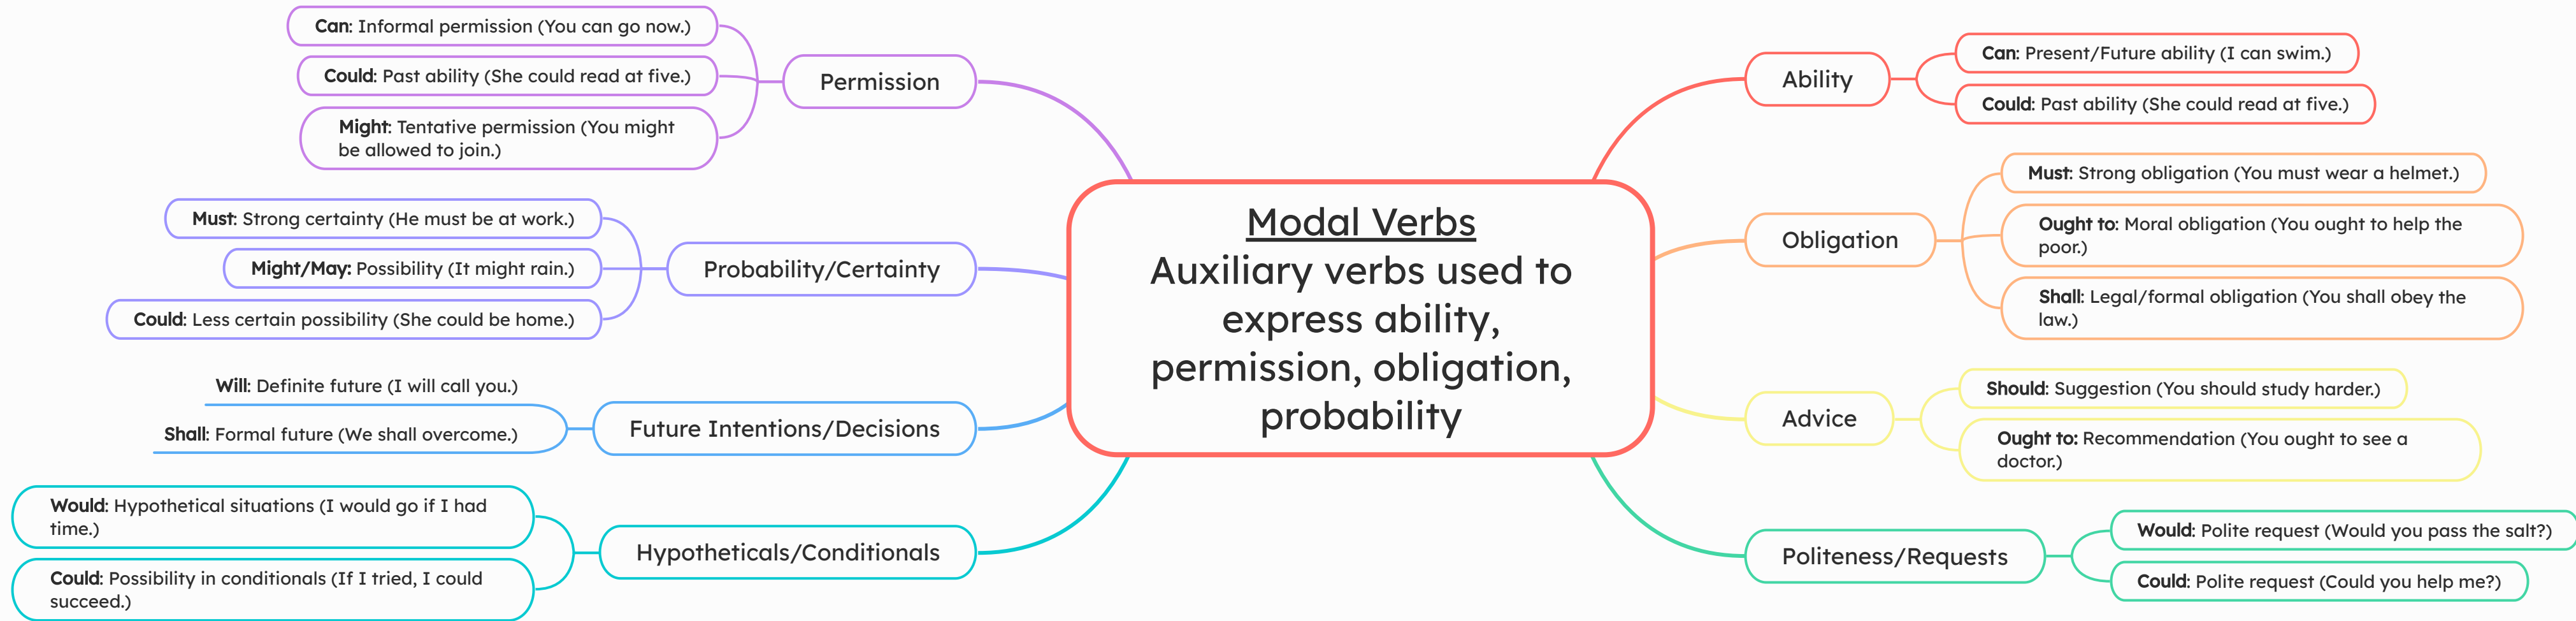 Modal Verbs
Auxiliary verbs used to
express ability,
permission, obligation,
probability
Permission
Can: Informal permission (You can go now.)
Could: Past ability (She could read at five.)
Might: Tentative permission (You might
be allowed to join.)
Probability/Certainty
Must: Strong certainty (He must be at work.)
Might/May: Possibility (It might rain.)
Could: Less certain possibility (She could be home.)
Future Intentions/Decisions
Will: Definite future (I will call you.)
Shall: Formal future (We shall overcome.)
Hypotheticals/Conditionals
Would: Hypothetical situations (I would go if I had
time.)
Could: Possibility in conditionals (If I tried, I could
succeed.)
Ability
Can: Present/Future ability (I can swim.)
Could: Past ability (She could read at five.)
Obligation
Must: Strong obligation (You must wear a helmet.)
Ought to: Moral obligation (You ought to help the
poor.)
Shall: Legal/formal obligation (You shall obey the
law.)
Advice
Should: Suggestion (You should study harder.)
Ought to: Recommendation (You ought to see a
doctor.)
Politeness/Requests
Would: Polite request (Would you pass the salt?)
Could: Polite request (Could you help me?)